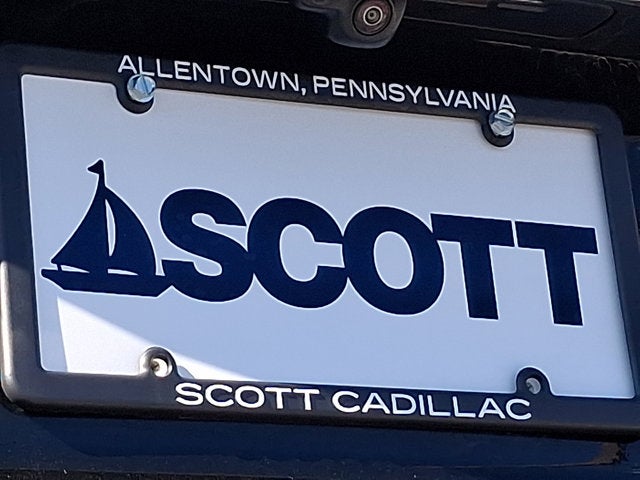 ALLENTOWN, PENNSYLVANIA
SCOTT
SCOTT CADILLAC